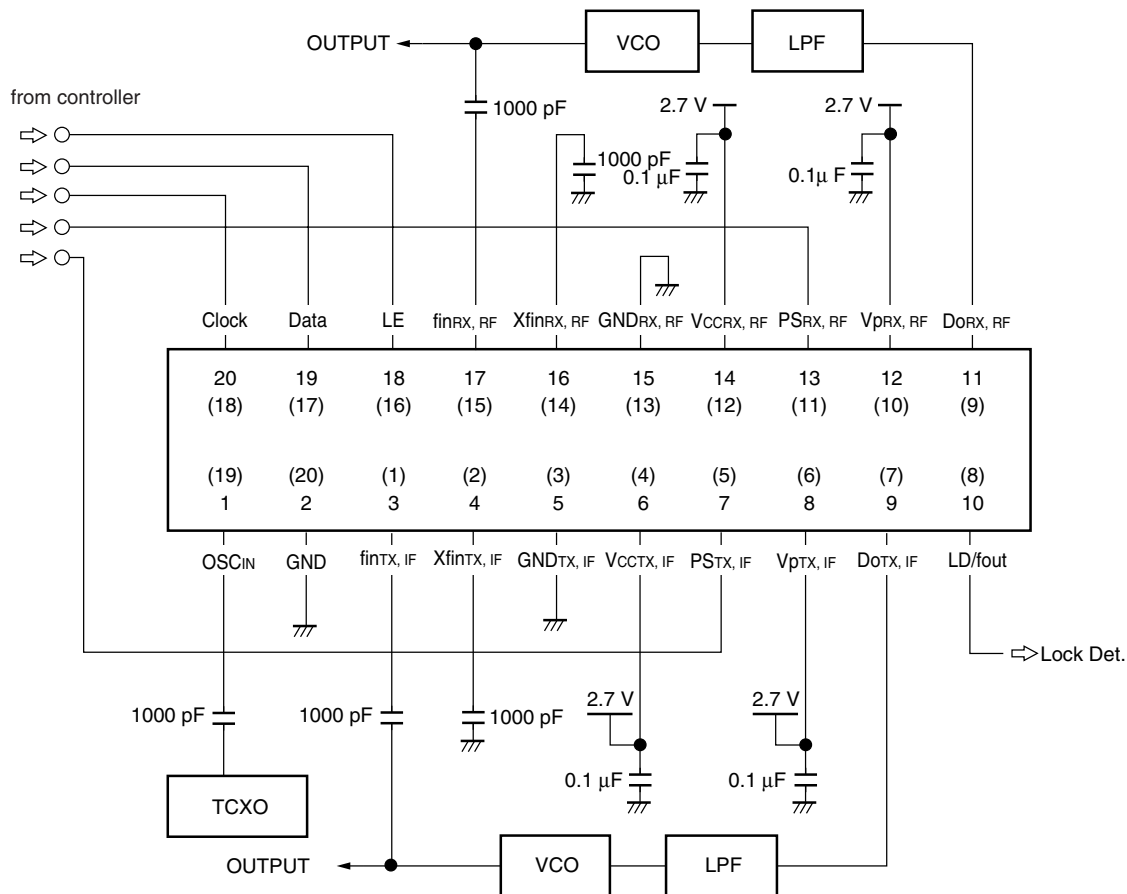 OUTPUT
VCO
LPF
from controller
1000 pF
2.7 V
2.7 V
1000 pF
0.1 μF
0.1μ F
Clock
Data
LE
finRX, RF
XfinRX, RF
GNDRX, RF
VCCRX, RF
PSRX, RF
VpRX, RF
DoRX, RF
20 19 18 17 16 15 14 13 12 11
(18) (17) (16) (15) (14) (13) (12) (11) (10) (9)
(19) (20) (1) (2) (3) (4) (5) (6) (7) (8)
1 2 3 4 5 6 7 8 9 10
OSCIN
GND
finTX, IF
XfinTX, IF
GNDTX, IF
VCCTX, IF
PSTX, IF
VpTX, IF
DoTX, IF
LD/fout
Lock Det.
2.7 V
2.7 V
1000 pF
1000 pF
1000 pF
0.1 μF
0.1 μF
TCXO
OUTPUT
VCO
LPF